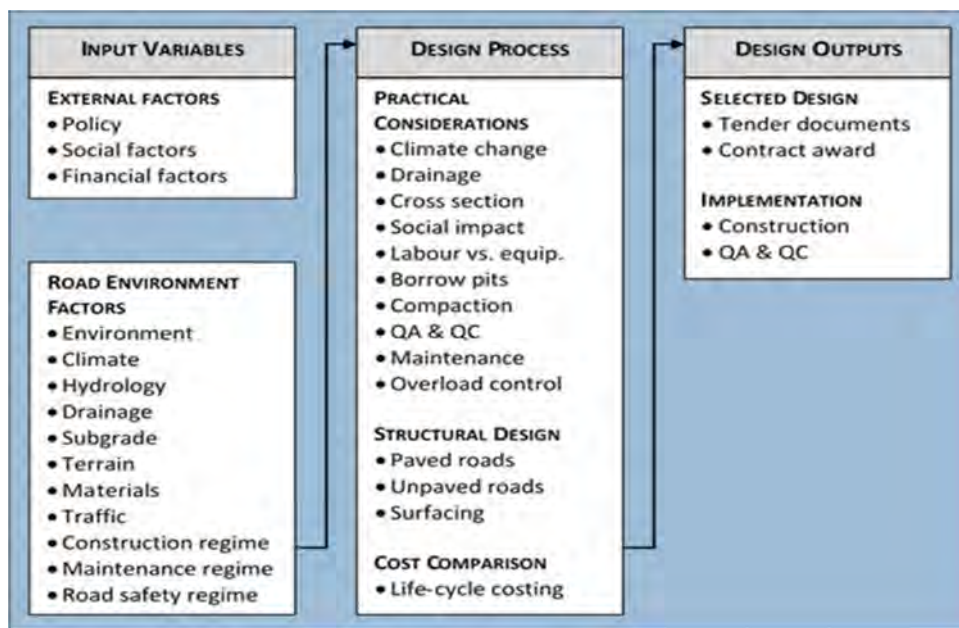 INPUT VARIABLES
EXTERNAL FACTORS
• Policy
• Social factors
• Financial factors
ROAD ENVIRONMENT
FACTORS
• Environment
• Climate
• Hydrology
• Drainage
• Subgrade
• Terrain
• Materials
• Traffic
• Construction regime
• Maintenance regime
• Road safety regime
DESIGN PROCESS
PRACTICAL
CONSIDERATIONS
• Climate change
• Drainage
• Cross section
• Social impact
• Labour vs. equip.
• Borrow pits
• Compaction
• QA & QC
• Maintenance
• Overload control
STRUCTURAL DESIGN
• Paved roads
• Unpaved roads
• Surfacing
COST COMPARISON
• Life-cycle costing
DESIGN OUTPUTS
SELECTED DESIGN
• Tender documents
• Contract award
IMPLEMENTATION
• Construction
• QA & QC